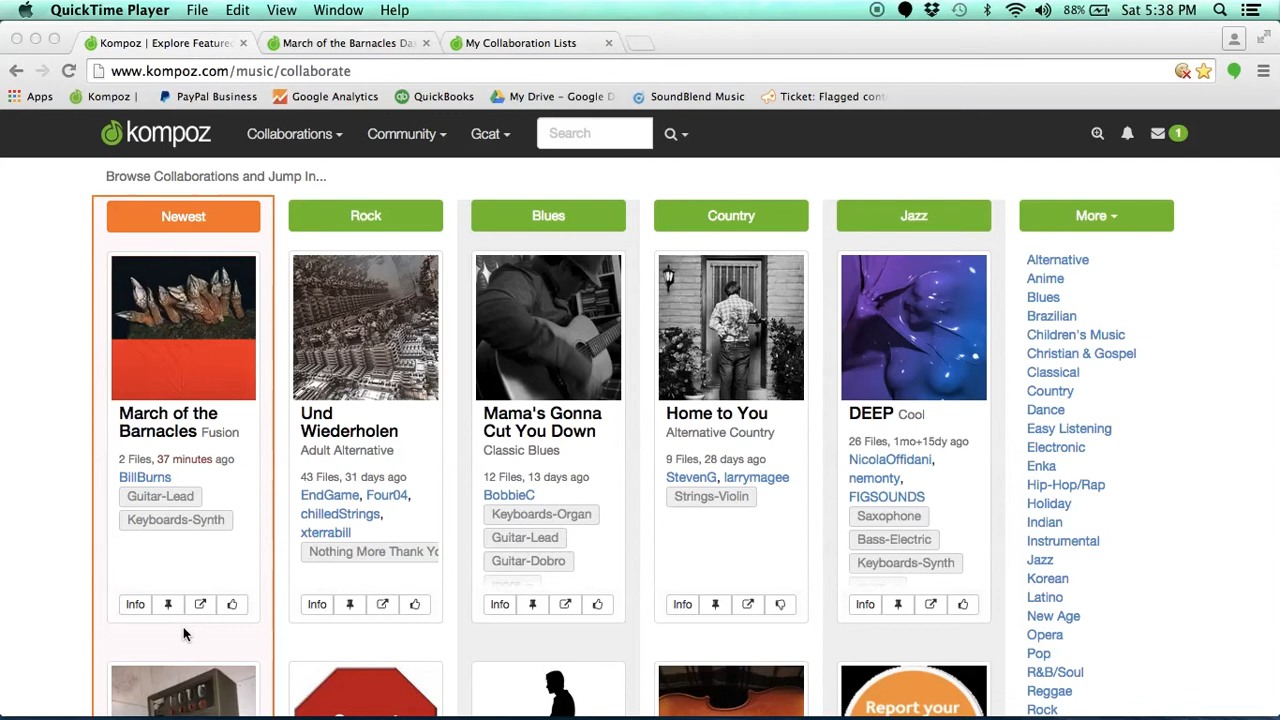 QuickTime Player File Edit View Window Help 88% Sat 5:38 PM
Kompoz | Explore Feature March of the Barnacles Da My Collaboration Lists
www.kompoz.com/music/collaborate
Apps Kompoz | PayPal Business Google Analytics QuickBooks My Drive - Google D SoundBlend Music Ticket: Flagged cont
kompoz Collaborations Community Gcat Search 1
Browse Collaborations and Jump In...
Newest Rock Blues Country Jazz More
March of the
Barnacles Fusion
2 Files, 37 minutes ago
BillBurns
Guitar-Lead
Keyboards-Synth
Info
Und
Wiederholen
Adult Alternative
43 Files, 31 days ago
EndGame, Four04,
chilledStrings,
xterrabill
Nothing More Thank Yo
Info
Mama's Gonna
Cut You Down
Classic Blues
12 Files, 13 days ago
BobbieC
Keyboards-Organ
Guitar-Lead
Guitar-Dobro
more
Info
Home to You
Alternative Country
9 Files, 28 days ago
StevenG, larrymagee
Strings-Violin
Info
DEEP Cool
26 Files, 1mo+15dy ago
NicolaOffidani,
nemonty,
FIGSOUNDS
Saxophone
Bass-Electric
Keyboards-Synth
Info
Report your
Alternative
Anime
Blues
Brazilian
Children's Music
Christian & Gospel
Classical
Country
Dance
Easy Listening
Electronic
Enka
Hip-Hop/Rap
Holiday
Indian
Instrumental
Jazz
Korean
Latino
New Age
Opera
Pop
R&B/Soul
Reggae
Rock